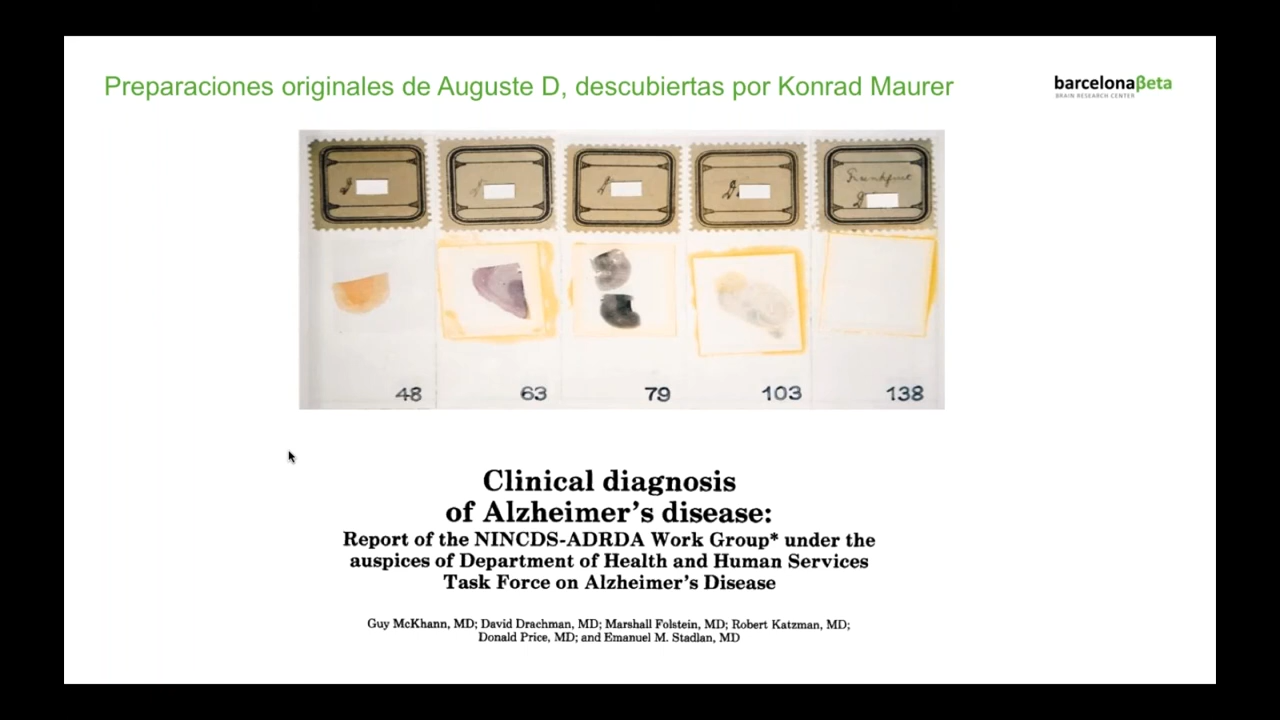 Preparaciones originales de Auguste D, descubiertas por Konrad Maurer
barcelonaβeta
BRAIN RESEARCH CENTER
Frankfurt
48
63
79
103
138
Clinical diagnosis
of Alzheimer's disease:
Report of the NINCDS-ADRDA Work Group* under the
auspices of Department of Health and Human Services
Task Force on Alzheimer's Disease
Guy McKhann, MD; David Drachman, MD; Marshall Folstein, MD; Robert Katzman, MD;
Donald Price, MD; and Emanuel M. Stadlan, MD